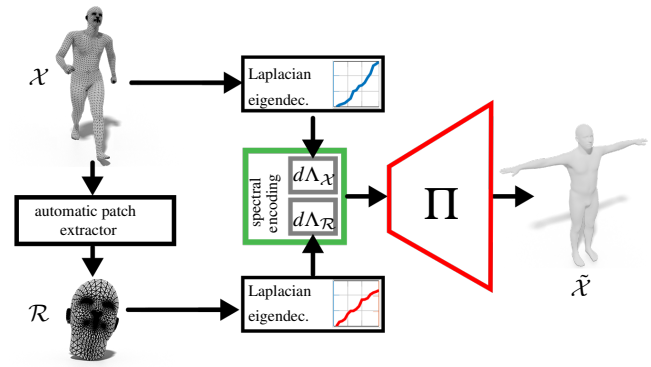 𝒳
Laplacian
eigendec.
automatic patch
extractor
spectral
encoding
dΛ𝒳
dΛℛ
Π
𝒳̃
ℛ
Laplacian
eigendec.